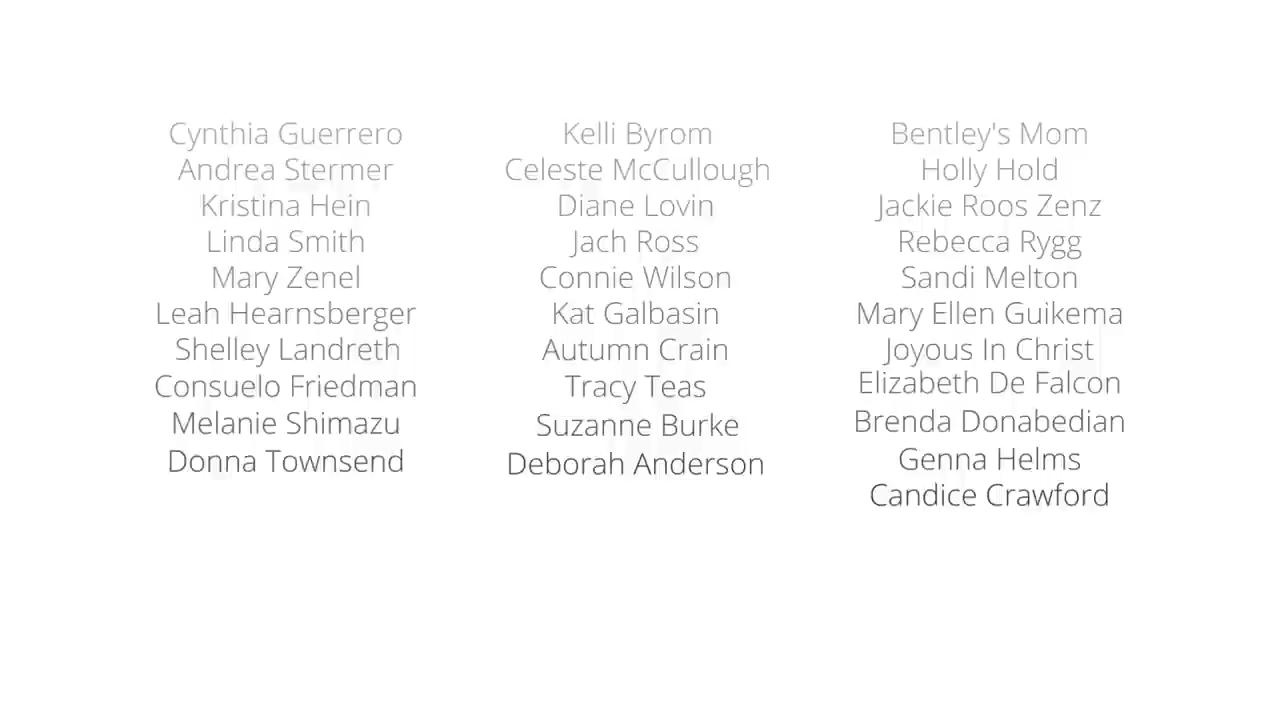 Cynthia Guerrero
Andrea Stermer
Kristina Hein
Linda Smith
Mary Zenel
Leah Hearnsberger
Shelley Landreth
Consuelo Friedman
Melanie Shimazu
Donna Townsend
Kelli Byrom
Celeste McCullough
Diane Lovin
Jach Ross
Connie Wilson
Kat Galbasin
Autumn Crain
Tracy Teas
Suzanne Burke
Deborah Anderson
Bentley's Mom
Holly Hold
Jackie Roos Zenz
Rebecca Rygg
Sandi Melton
Mary Ellen Guikema
Joyous In Christ
Elizabeth De Falcon
Brenda Donabedian
Genna Helms
Candice Crawford